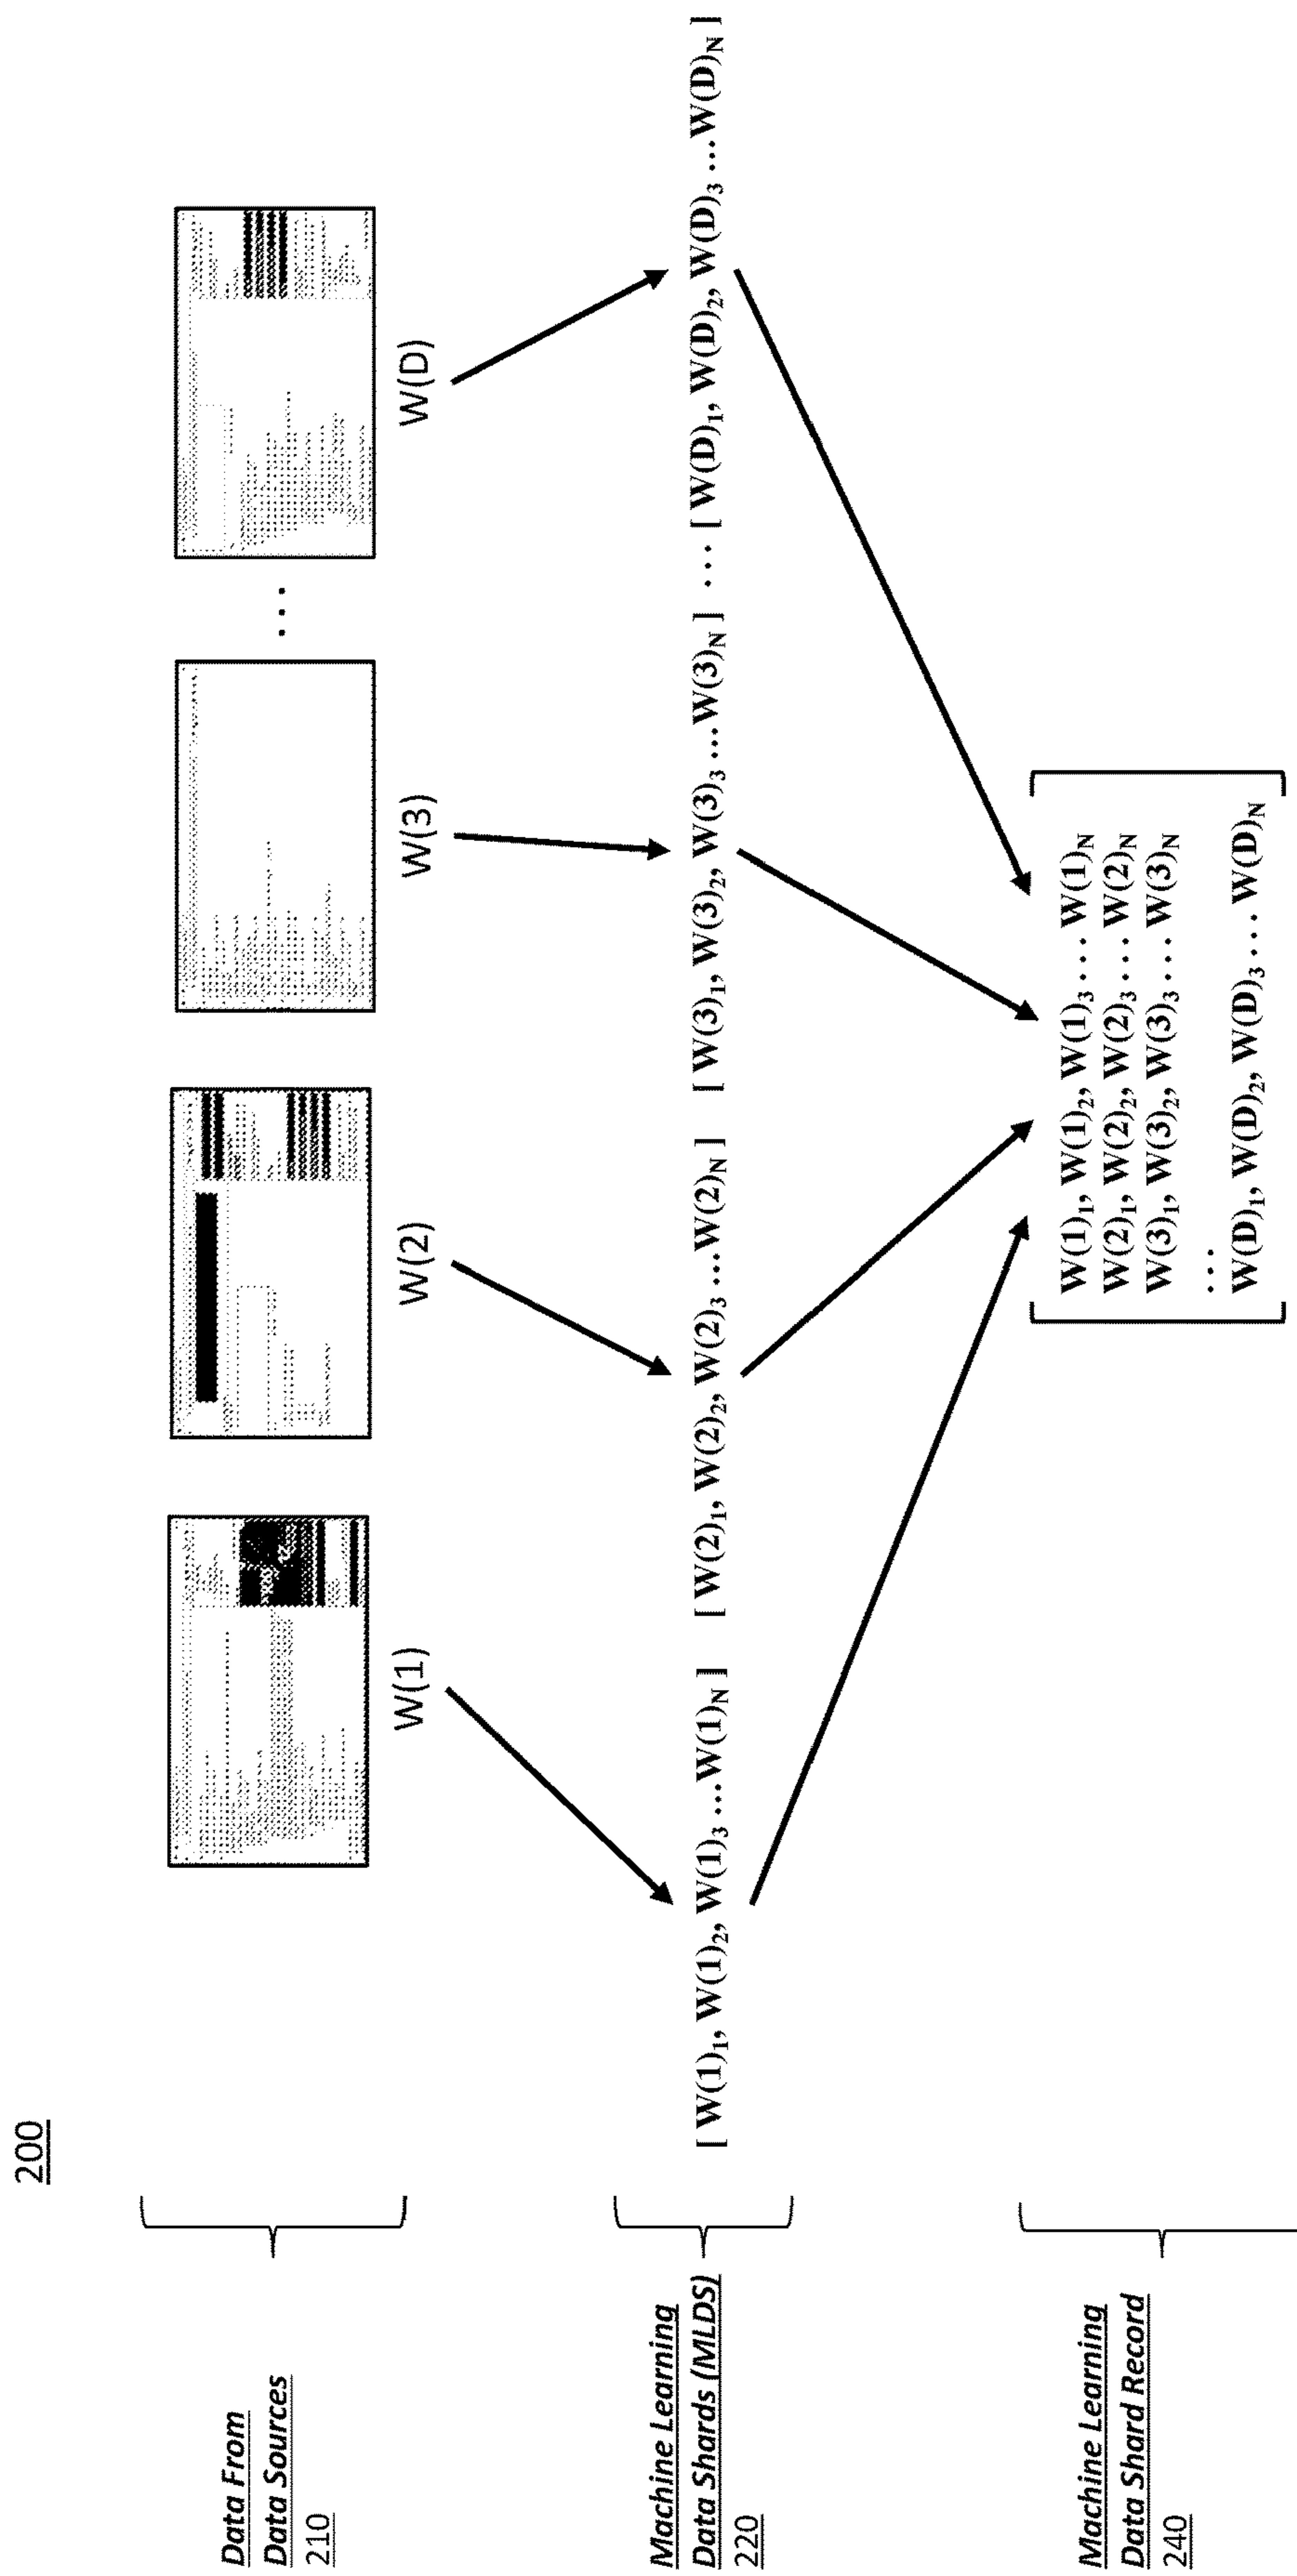 200
Data From
Data Sources
210
W(1)
W(2)
W(3)
...
W(D)
Machine Learning
Data Shards (MLDS)
220
[ W(1)₁, W(1)₂, W(1)₃ ... W(1)N ] [ W(2)₁, W(2)₂, W(2)₃ ... W(2)N ] [ W(3)₁, W(3)₂, W(3)₃ ... W(3)N ] ... [ W(D)₁, W(D)₂, W(D)₃ ... W(D)N ]
Machine Learning
Data Shard Record
240
W(1)₁, W(1)₂, W(1)₃ ... W(1)N
W(2)₁, W(2)₂, W(2)₃ ... W(2)N
W(3)₁, W(3)₂, W(3)₃ ... W(3)N
...
W(D)₁, W(D)₂, W(D)₃ ... W(D)N